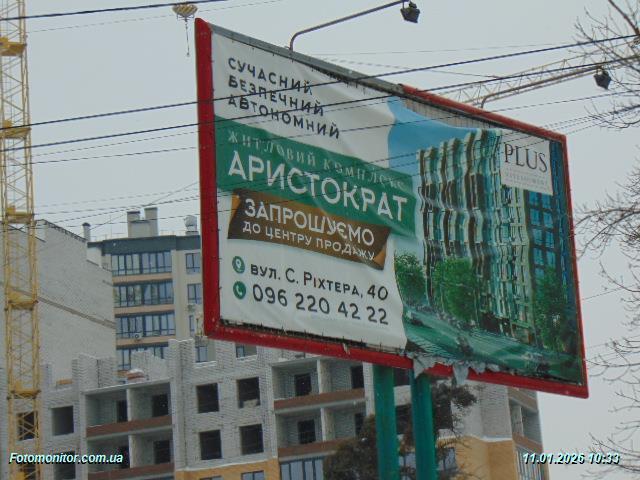 СУЧАСНИЙ
БЕЗПЕЧНИЙ
АВТОНОМНИЙ
ЖИТЛОВИЙ КОМПЛЕКС
АРИСТОКРАТ
ЗАПРОШУЄМО
ДО ЦЕНТРУ ПРОДАЖУ
ВУЛ. С. РІХТЕРА, 40
096 220 42 22
PLUS
Fotomonitor.com.ua
11.01.2026 10:33